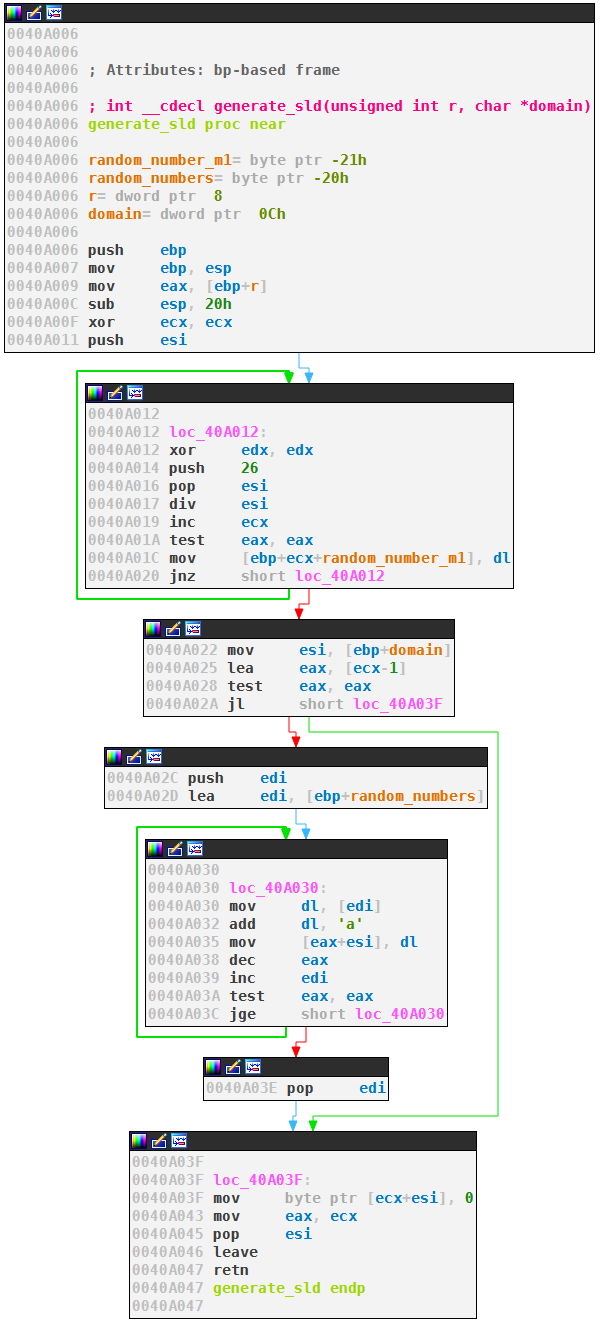 0040A006
0040A006
0040A006 ; Attributes: bp-based frame
0040A006
0040A006 ; int __cdecl generate_sld(unsigned int r, char *domain)
0040A006 generate_sld proc near
0040A006
0040A006 random_number_m1= byte ptr -21h
0040A006 random_numbers= byte ptr -20h
0040A006 r= dword ptr  8
0040A006 domain= dword ptr  0Ch
0040A006
0040A006 push    ebp
0040A007 mov     ebp, esp
0040A009 mov     eax, [ebp+r]
0040A00C sub     esp, 20h
0040A00F xor     ecx, ecx
0040A011 push    esi
0040A012
0040A012 loc_40A012:
0040A012 xor     edx, edx
0040A014 push    26
0040A016 pop     esi
0040A017 div     esi
0040A019 inc     ecx
0040A01A test    eax, eax
0040A01C mov     [ebp+ecx+random_number_m1], dl
0040A020 jnz     short loc_40A012
0040A022 mov     esi, [ebp+domain]
0040A025 lea     eax, [ecx-1]
0040A028 test    eax, eax
0040A02A jl      short loc_40A03F
0040A02C push    edi
0040A02D lea     edi, [ebp+random_numbers]
0040A030
0040A030 loc_40A030:
0040A030 mov     dl, [edi]
0040A032 add     dl, 'a'
0040A035 mov     [eax+esi], dl
0040A038 dec     eax
0040A039 inc     edi
0040A03A test    eax, eax
0040A03C jge     short loc_40A030
0040A03E pop     edi
0040A03F
0040A03F loc_40A03F:
0040A03F mov     byte ptr [ecx+esi], 0
0040A043 mov     eax, ecx
0040A045 pop     esi
0040A046 leave
0040A047 retn
0040A047 generate_sld endp
0040A047